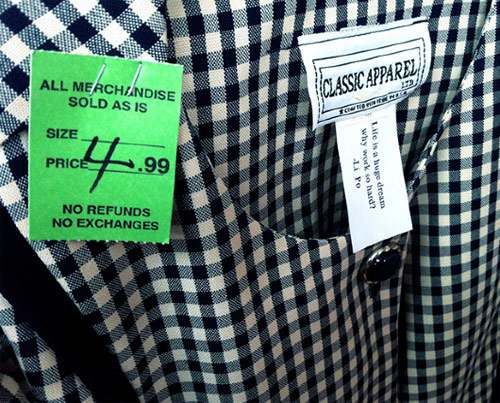 ALL MERCHANDISE
SOLD AS IS
SIZE
PRICE 4.99
NO REFUNDS
NO EXCHANGES
CLASSIC APPAREL
LTD.
Life is a huge dream
why work so hard?
Li Po